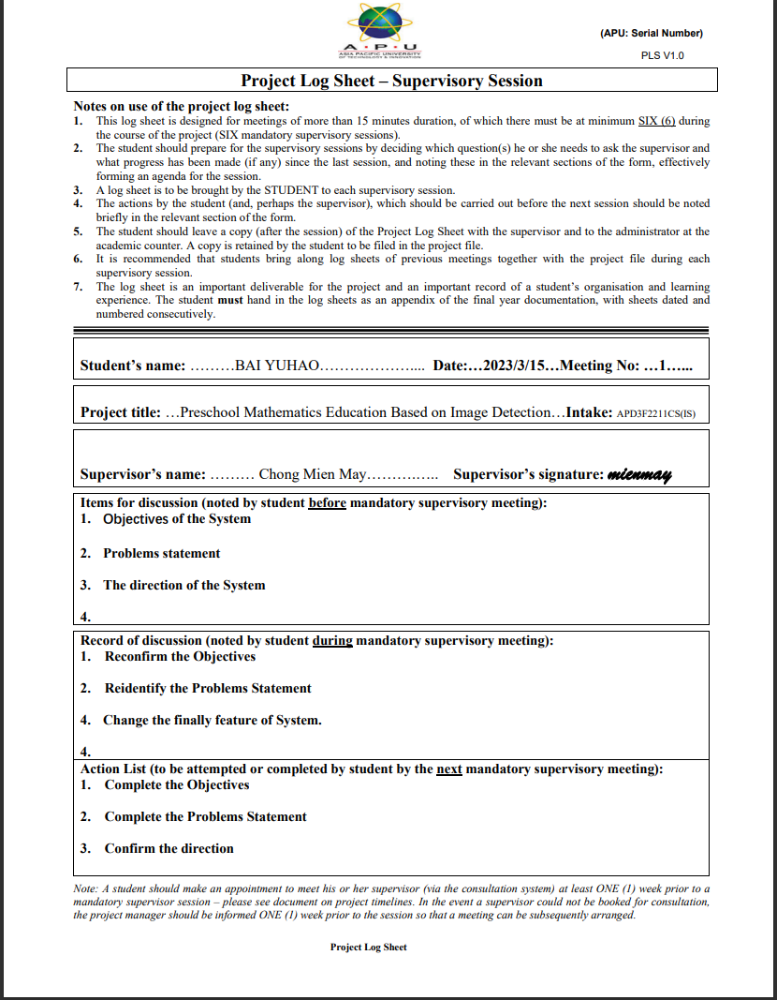 A • P • U
ASIA PACIFIC UNIVERSITY
OF TECHNOLOGY & INNOVATION
(APU: Serial Number)
PLS V1.0
Project Log Sheet – Supervisory Session
Notes on use of the project log sheet:
1. This log sheet is designed for meetings of more than 15 minutes duration, of which there must be at minimum SIX (6) during
the course of the project (SIX mandatory supervisory sessions).
2. The student should prepare for the supervisory sessions by deciding which question(s) he or she needs to ask the supervisor and
what progress has been made (if any) since the last session, and noting these in the relevant sections of the form, effectively
forming an agenda for the session.
3. A log sheet is to be brought by the STUDENT to each supervisory session.
4. The actions by the student (and, perhaps the supervisor), which should be carried out before the next session should be noted
briefly in the relevant section of the form.
5. The student should leave a copy (after the session) of the Project Log Sheet with the supervisor and to the administrator at the
academic counter. A copy is retained by the student to be filed in the project file.
6. It is recommended that students bring along log sheets of previous meetings together with the project file during each
supervisory session.
7. The log sheet is an important deliverable for the project and an important record of a student’s organisation and learning
experience. The student must hand in the log sheets as an appendix of the final year documentation, with sheets dated and
numbered consecutively.
Student’s name: ………BAI YUHAO………………….... Date:…2023/3/15…Meeting No: …1…...
Project title: …Preschool Mathematics Education Based on Image Detection…Intake: APD3F2211CS(IS)
Supervisor’s name: ……… Chong Mien May……….….. Supervisor’s signature: mienmay
Items for discussion (noted by student before mandatory supervisory meeting):
1. Objectives of the System
2. Problems statement
3. The direction of the System
4.
Record of discussion (noted by student during mandatory supervisory meeting):
1. Reconfirm the Objectives
2. Reidentify the Problems Statement
4. Change the finally feature of System.
4.
Action List (to be attempted or completed by student by the next mandatory supervisory meeting):
1. Complete the Objectives
2. Complete the Problems Statement
3. Confirm the direction
Note: A student should make an appointment to meet his or her supervisor (via the consultation system) at least ONE (1) week prior to a
mandatory supervisor session – please see document on project timelines. In the event a supervisor could not be booked for consultation,
the project manager should be informed ONE (1) week prior to the session so that a meeting can be subsequently arranged.
Project Log Sheet